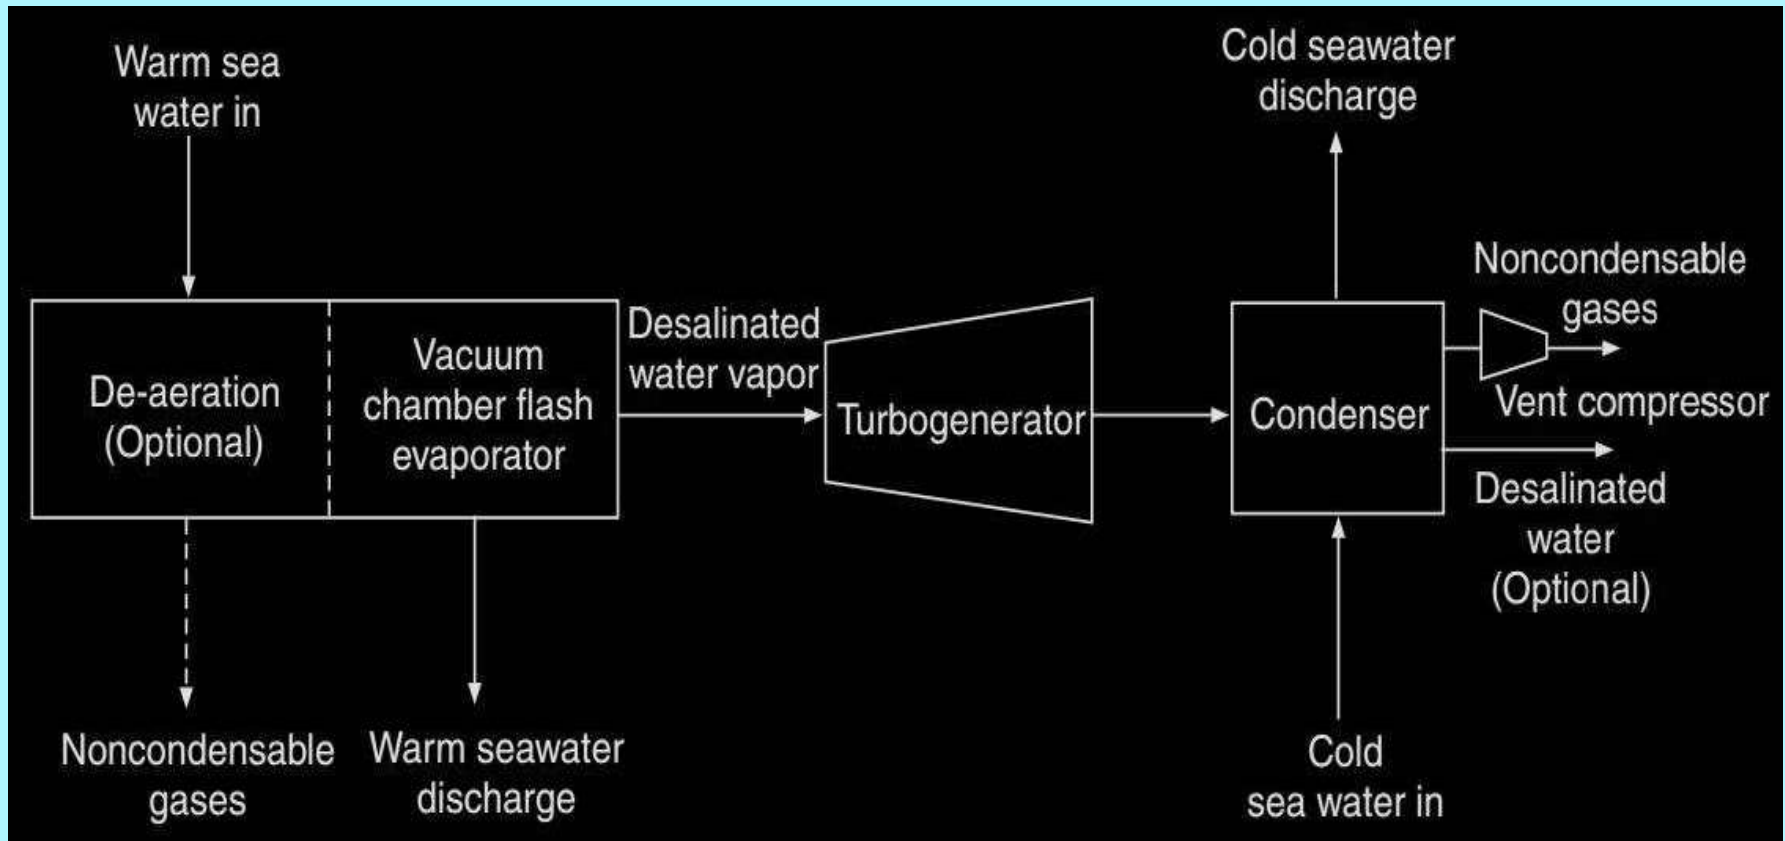 Warm sea
water in
Cold seawater
discharge
Noncondensable
gases
Desalinated
water vapor
De-aeration
(Optional)
Vacuum
chamber flash
evaporator
Turbogenerator
Condenser
Vent compressor
Desalinated
water
(Optional)
Noncondensable
gases
Warm seawater
discharge
Cold
sea water in